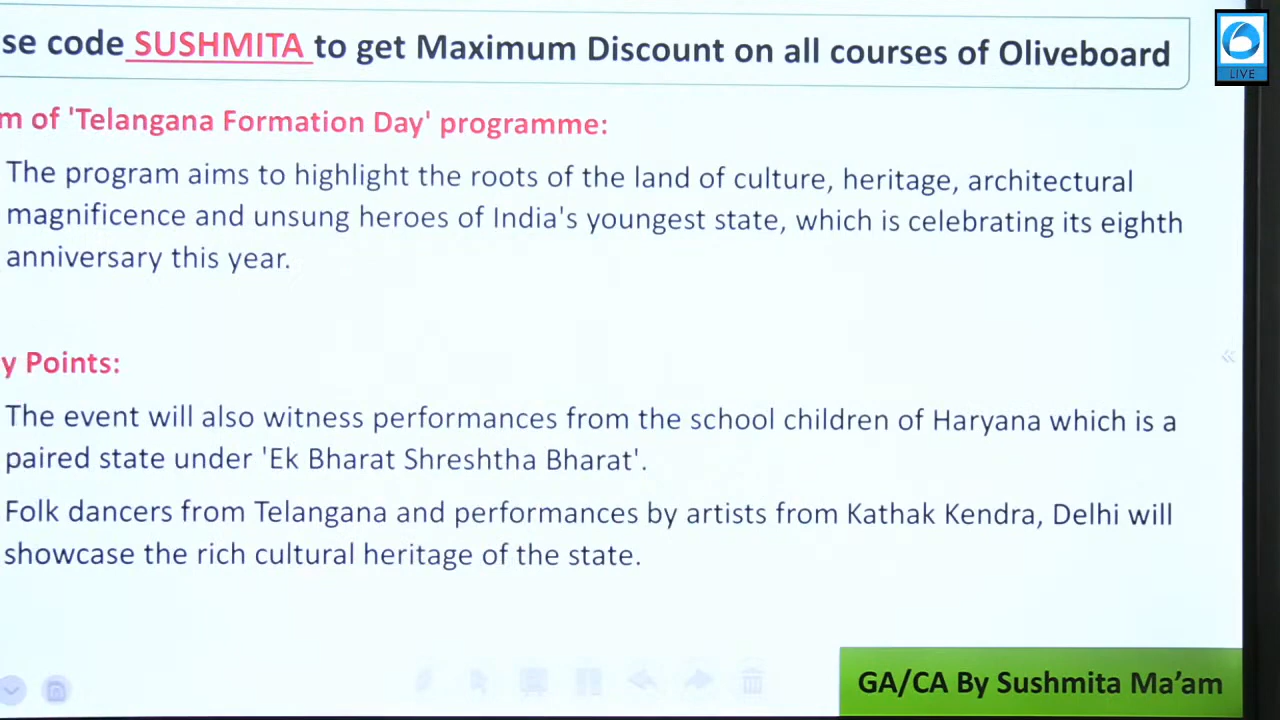 se code SUSHMITA to get Maximum Discount on all courses of Oliveboard
LIVE
m of 'Telangana Formation Day' programme:
The program aims to highlight the roots of the land of culture, heritage, architectural
magnificence and unsung heroes of India's youngest state, which is celebrating its eighth
anniversary this year.
y Points:
The event will also witness performances from the school children of Haryana which is a
paired state under 'Ek Bharat Shreshtha Bharat'.
Folk dancers from Telangana and performances by artists from Kathak Kendra, Delhi will
showcase the rich cultural heritage of the state.
GA/CA By Sushmita Ma’am